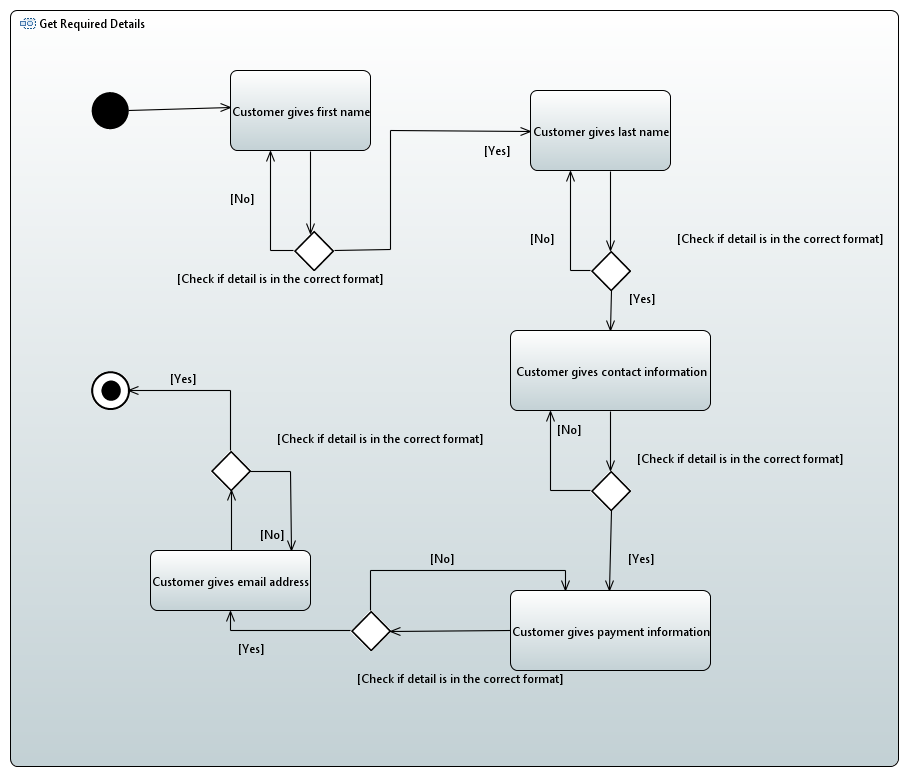 Get Required Details
Customer gives first name
Customer gives last name
[Yes]
[No]
[Check if detail is in the correct format]
[No]
[Check if detail is in the correct format]
[Yes]
Customer gives contact information
[Yes]
[No]
[Check if detail is in the correct format]
[Check if detail is in the correct format]
[No]
[Yes]
[No]
Customer gives email address
Customer gives payment information
[Yes]
[Check if detail is in the correct format]